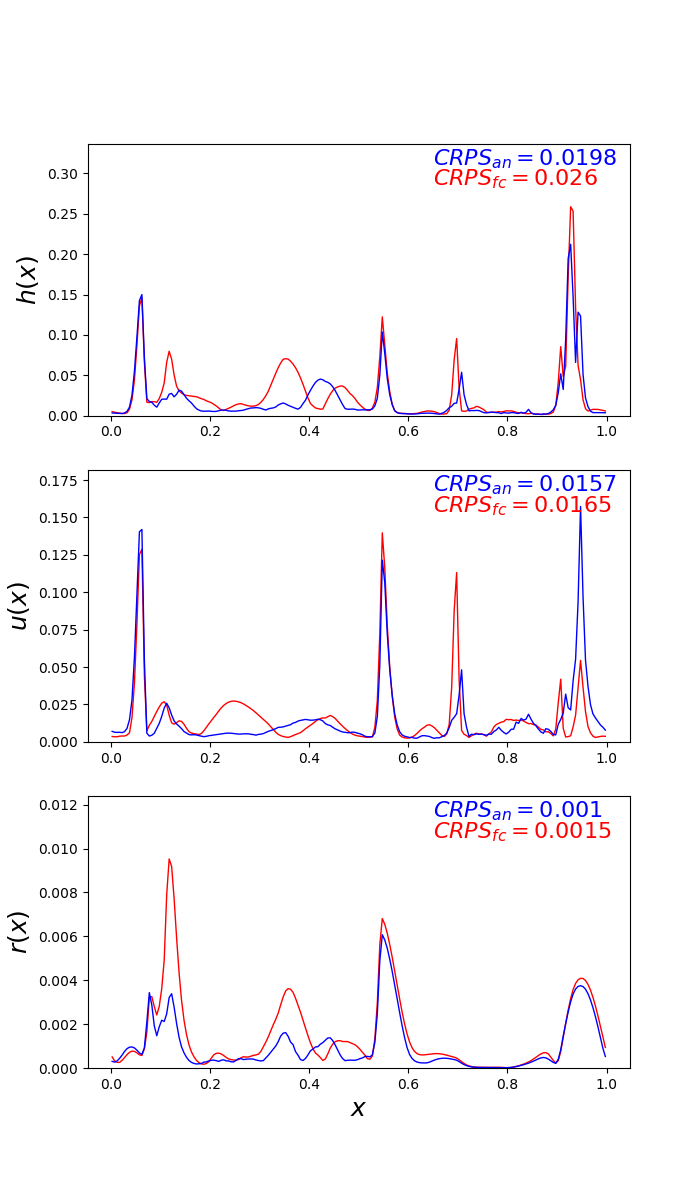 CRPS_an = 0.0198
CRPS_fc = 0.026
0.30
0.25
0.20
0.15
0.10
0.05
0.00
h(x)
0.0 0.2 0.4 0.6 0.8 1.0
CRPS_an = 0.0157
CRPS_fc = 0.0165
0.175
0.150
0.125
0.100
0.075
0.050
0.025
0.000
u(x)
0.0 0.2 0.4 0.6 0.8 1.0
CRPS_an = 0.001
CRPS_fc = 0.0015
0.012
0.010
0.008
0.006
0.004
0.002
0.000
r(x)
0.0 0.2 0.4 0.6 0.8 1.0
x